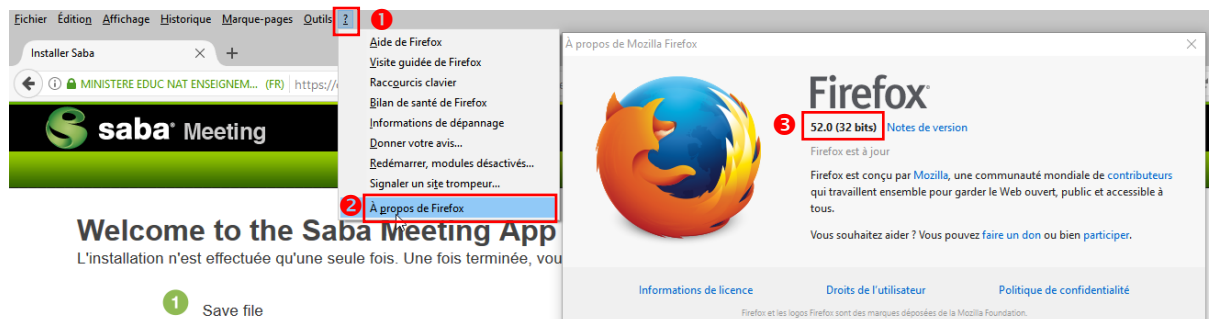 Fichier Édition Affichage Historique Marque-pages Outils ? 1
Installer Saba × +
MINISTERE EDUC NAT ENSEIGNEM... (FR) https://
saba Meeting
Aide de Firefox
Visite guidée de Firefox
Raccourcis clavier
Bilan de santé de Firefox
Informations de dépannage
Donner votre avis...
Redémarrer, modules désactivés...
Signaler un site trompeur...
2 À propos de Firefox
Welcome to the Saba Meeting App
L'installation n'est effectuée qu'une seule fois. Une fois terminée, vou
1 Save file
À propos de Mozilla Firefox
Firefox
3 52.0 (32 bits) Notes de version
Firefox est à jour
Firefox est conçu par Mozilla, une communauté mondiale de contributeurs
qui travaillent ensemble pour garder le Web ouvert, public et accessible à
tous.
Vous souhaitez aider ? Vous pouvez faire un don ou bien participer.
Informations de licence Droits de l'utilisateur Politique de confidentialité
Firefox et les logos Firefox sont des marques déposées de la Mozilla Foundation.